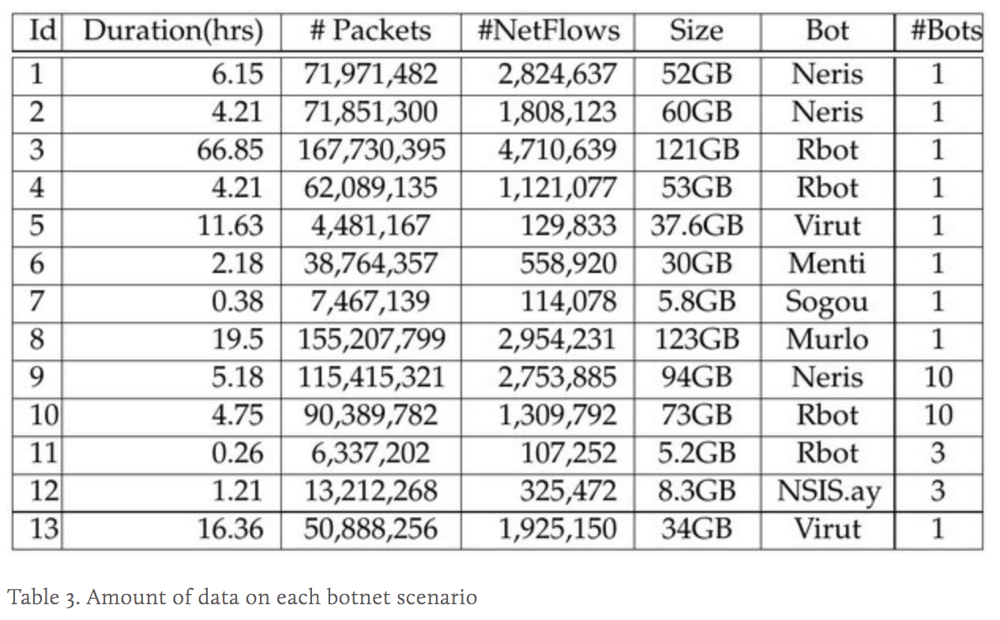 Id Duration(hrs) # Packets #NetFlows Size Bot #Bots
1 6.15 71,971,482 2,824,637 52GB Neris 1
2 4.21 71,851,300 1,808,123 60GB Neris 1
3 66.85 167,730,395 4,710,639 121GB Rbot 1
4 4.21 62,089,135 1,121,077 53GB Rbot 1
5 11.63 4,481,167 129,833 37.6GB Virut 1
6 2.18 38,764,357 558,920 30GB Menti 1
7 0.38 7,467,139 114,078 5.8GB Sogou 1
8 19.5 155,207,799 2,954,231 123GB Murlo 1
9 5.18 115,415,321 2,753,885 94GB Neris 10
10 4.75 90,389,782 1,309,792 73GB Rbot 10
11 0.26 6,337,202 107,252 5.2GB Rbot 3
12 1.21 13,212,268 325,472 8.3GB NSIS.ay 3
13 16.36 50,888,256 1,925,150 34GB Virut 1
Table 3. Amount of data on each botnet scenario